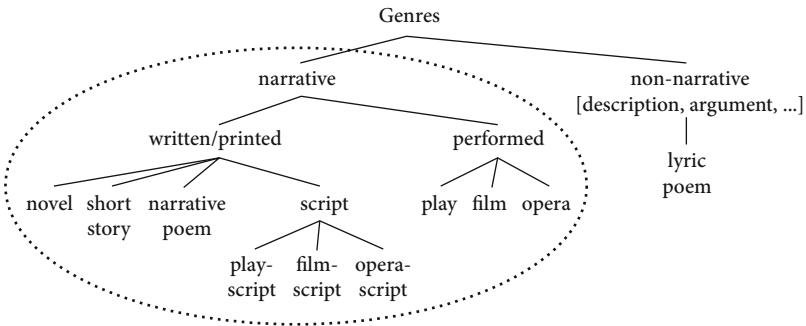 Genres
narrative
non-narrative
[description, argument, ...]
written/printed
performed
lyric
poem
novel
short
story
narrative
poem
script
play
film
opera
play-
script
film-
script
opera-
script